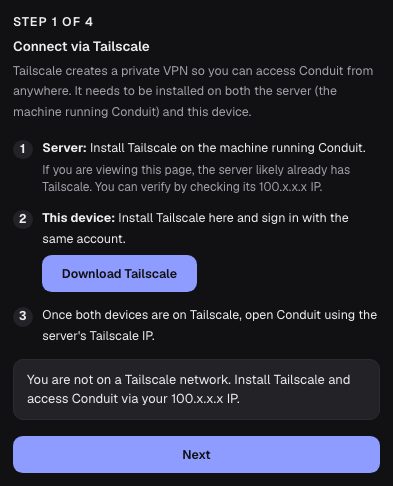 STEP 1 OF 4
Connect via Tailscale
Tailscale creates a private VPN so you can access Conduit from
anywhere. It needs to be installed on both the server (the
machine running Conduit) and this device.
1 Server: Install Tailscale on the machine running Conduit.
If you are viewing this page, the server likely already has
Tailscale. You can verify by checking its 100.x.x.x IP.
2 This device: Install Tailscale here and sign in with the
same account.
Download Tailscale
3 Once both devices are on Tailscale, open Conduit using the
server's Tailscale IP.
You are not on a Tailscale network. Install Tailscale and
access Conduit via your 100.x.x.x IP.
Next